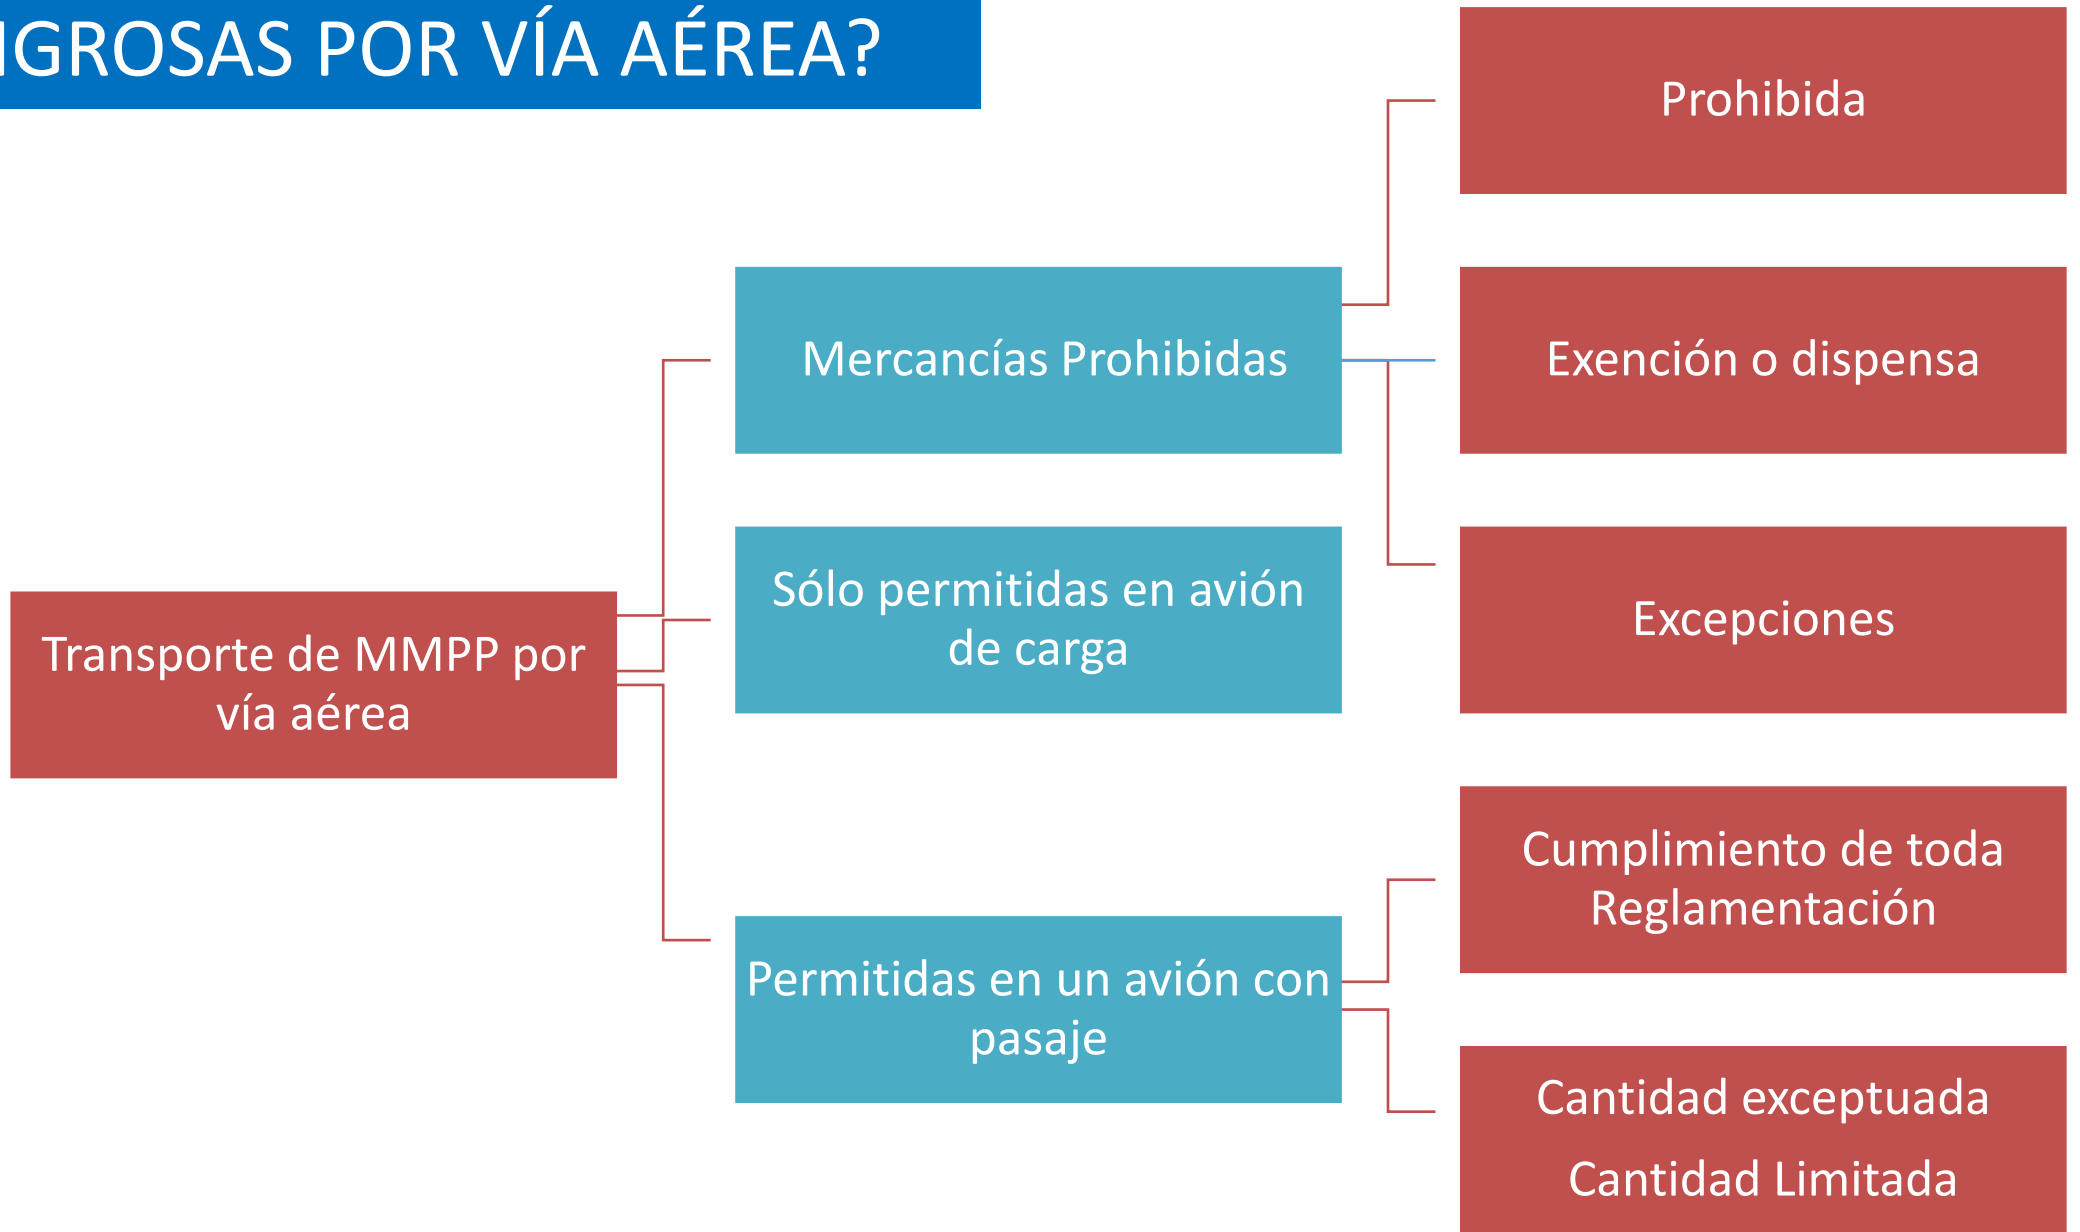 IGROSAS POR VÍA AÉREA?
Transporte de MMPP por
vía aérea
Mercancías Prohibidas
Sólo permitidas en avión
de carga
Permitidas en un avión con
pasaje
Prohibida
Exención o dispensa
Excepciones
Cumplimiento de toda
Reglamentación
Cantidad exceptuada
Cantidad Limitada